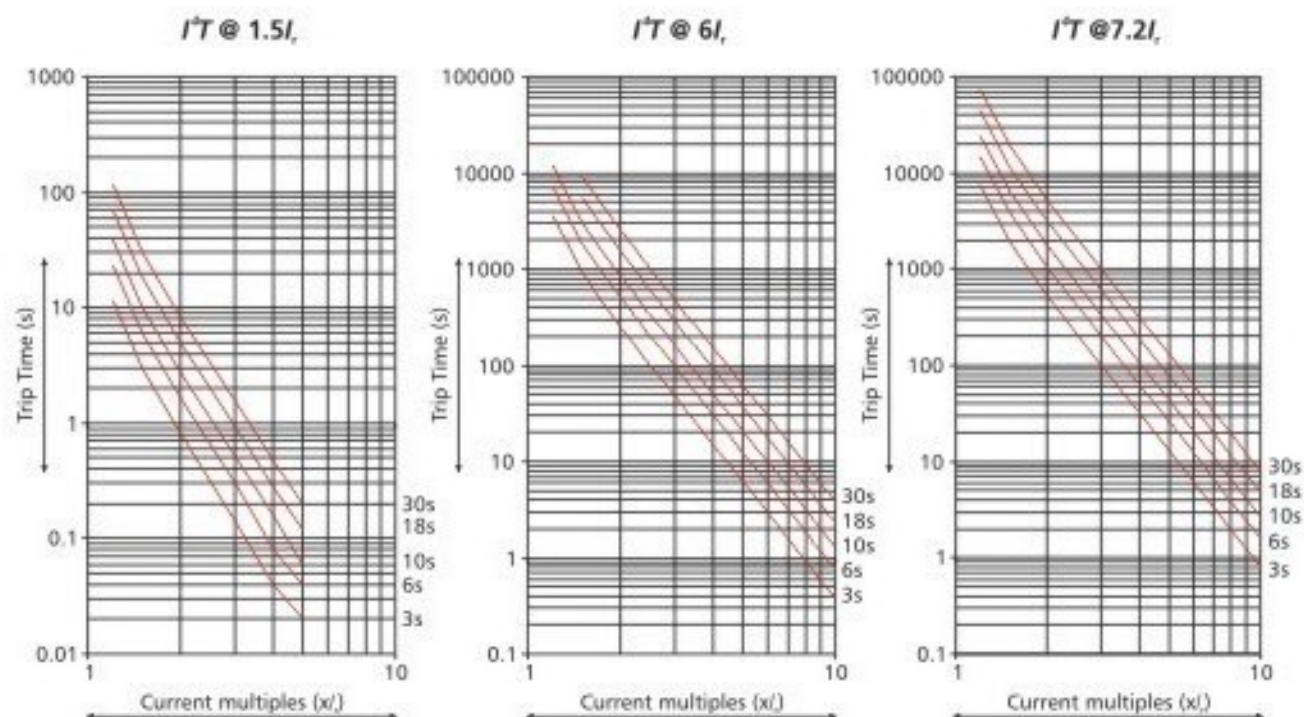 I⁴T @ 1.5Iᵣ
I⁴T @ 6Iᵣ
I⁴T @7.2Iᵣ
1000
100
10
1
0.1
0.01
Trip Time (s)
30s
18s
10s
6s
3s
1
10
Current multiples (xIᵣ)
100000
10000
1000
100
10
1
0.1
Trip Time (s)
30s
18s
10s
6s
3s
1
10
Current multiples (xIᵣ)
100000
10000
1000
100
10
1
0.1
Trip Time (s)
30s
18s
10s
6s
3s
1
10
Current multiples (xIᵣ)